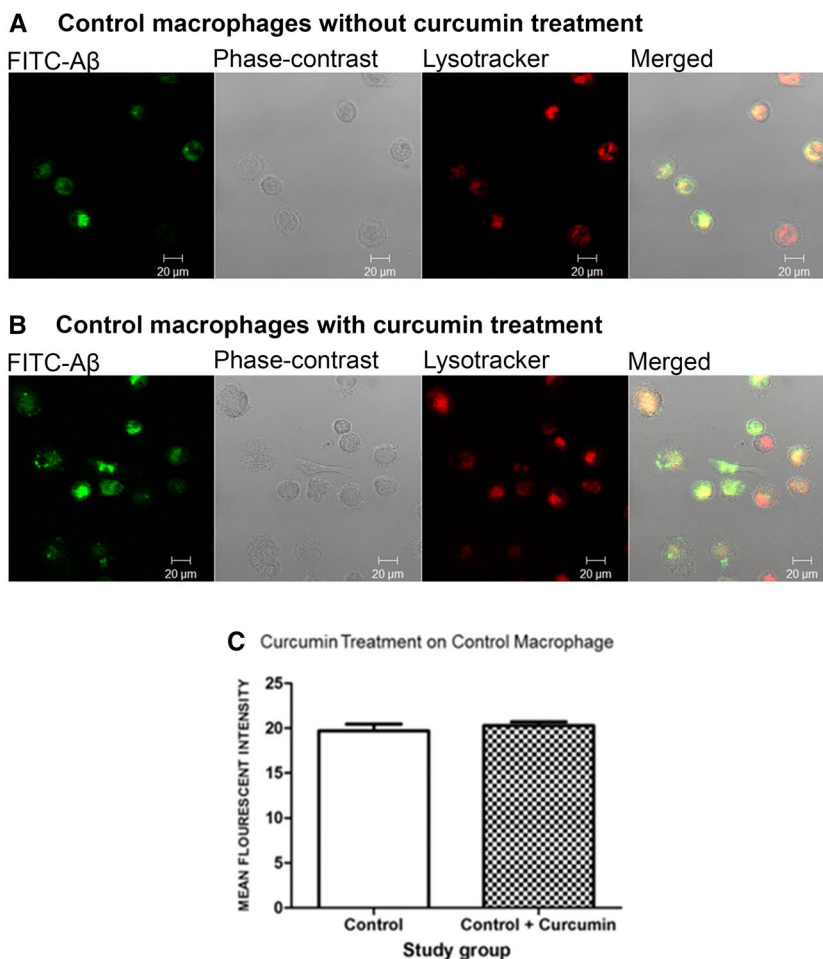 A Control macrophages without curcumin treatment
FITC-Aβ Phase-contrast Lysotracker Merged
20 µm 20 µm 20 µm 20 µm
B Control macrophages with curcumin treatment
FITC-Aβ Phase-contrast Lysotracker Merged
20 µm 20 µm 20 µm 20 µm
C Curcumin Treatment on Control Macrophage
MEAN FLOURESCENT INTENSITY
25
20
15
10
5
0
Control Control + Curcumin
Study group